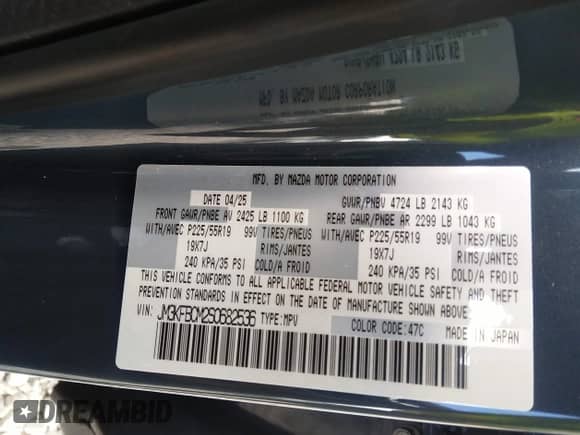 MFD. BY MAZDA MOTOR CORPORATION
DATE 04/25 GVWR/PNBV 4724 LB 2143 KG
FRONT GAWR/PNBE AV 2425 LB 1100 KG REAR GAWR/PNBE AR 2299 LB 1043 KG
WITH/AVEC P225/55R19 99V TIRES/PNEUS WITH/AVEC P225/55R19 99V TIRES/PNEUS
19X7J RIMS/JANTES 19X7J RIMS/JANTES
240 KPA/35 PSI COLD/A FROID 240 KPA/35 PSI COLD/A FROID
THIS VEHICLE CONFORMS TO ALL APPLICABLE FEDERAL MOTOR VEHICLE SAFETY AND THEFT
PREVENTION STANDARDS IN EFFECT ON THE DATE OF MANUFACTURE SHOWN ABOVE.
VIN: JM3KFBCM2S0682536 TYPE:MPV COLOR CODE:47C MADE IN JAPAN
DREAMBID